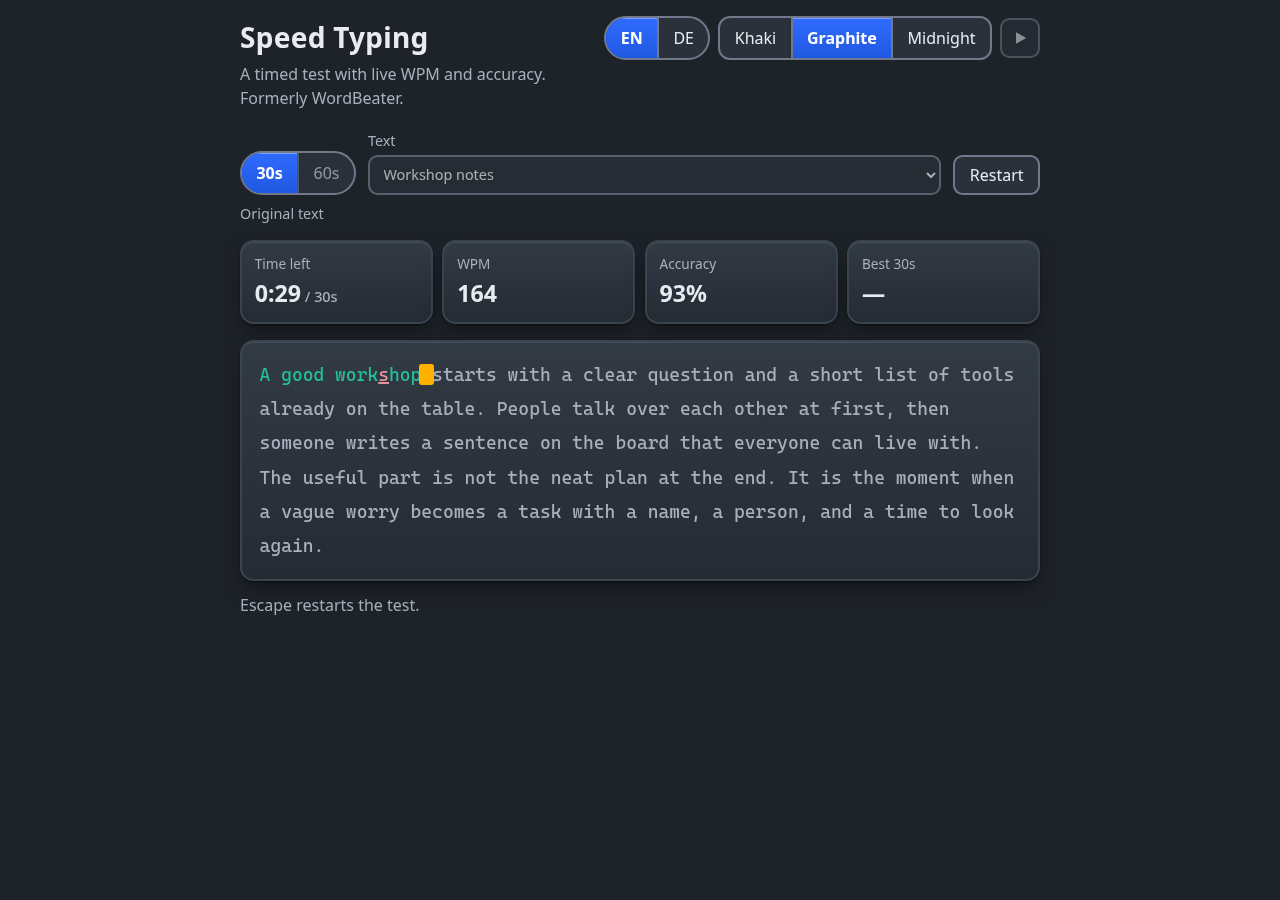 Speed Typing
EN DE Khaki Graphite Midnight
A timed test with live WPM and accuracy.
Formerly WordBeater.
Text
30s 60s Workshop notes Restart
Original text
Time left WPM Accuracy Best 30s
0:29 / 30s 164 93% —
A good workshop starts with a clear question and a short list of tools
already on the table. People talk over each other at first, then
someone writes a sentence on the board that everyone can live with.
The useful part is not the neat plan at the end. It is the moment when
a vague worry becomes a task with a name, a person, and a time to look
again.
Escape restarts the test.